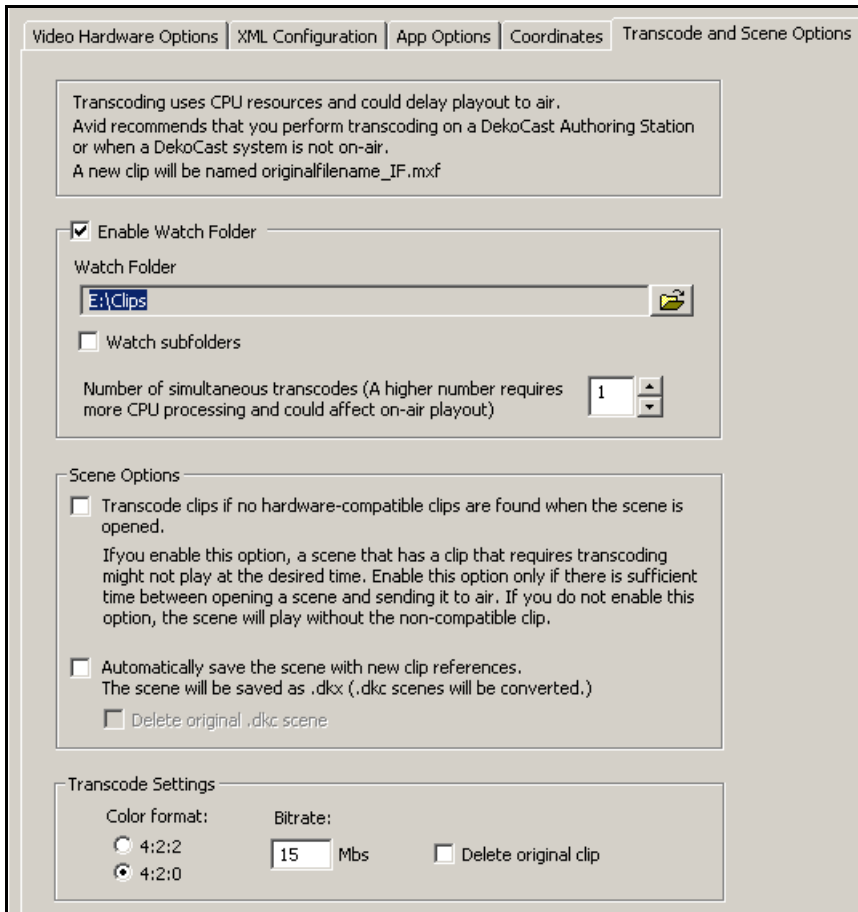 Video Hardware Options
XML Configuration
App Options
Coordinates
Transcode and Scene Options
Transcoding uses CPU resources and could delay playout to air.
Avid recommends that you perform transcoding on a DekoCast Authoring Station
or when a DekoCast system is not on-air.
A new clip will be named originalfilename_IF.mxf
Enable Watch Folder
Watch Folder
E:\Clips
Watch subfolders
Number of simultaneous transcodes (A higher number requires
more CPU processing and could affect on-air playout)
1
Scene Options
Transcode clips if no hardware-compatible clips are found when the scene is
opened.
Ifyou enable this option, a scene that has a clip that requires transcoding
might not play at the desired time. Enable this option only if there is sufficient
time between opening a scene and sending it to air. If you do not enable this
option, the scene will play without the non-compatible clip.
Automatically save the scene with new clip references.
The scene will be saved as .dkx (.dkc scenes will be converted.)
Delete original .dkc scene
Transcode Settings
Color format:
Bitrate:
4:2:2
15 Mbs
Delete original clip
4:2:0